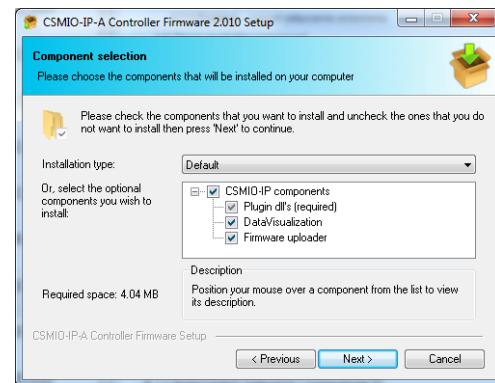 CSMIO-IP-A Controller Firmware 2.010 Setup
Component selection
Please choose the components that will be installed on your computer
Please check the components that you want to install and uncheck the ones that you do
not want to install then press 'Next' to continue.
Installation type:
Default
Or, select the optional
components you wish to
install:
CSMIO-IP components
Plugin dll's (required)
DataVisualization
Firmware uploader
Required space: 4.04 MB
Description
Position your mouse over a component from the list to view
its description.
CSMIO-IP-A Controller Firmware Setup
< Previous
Next >
Cancel